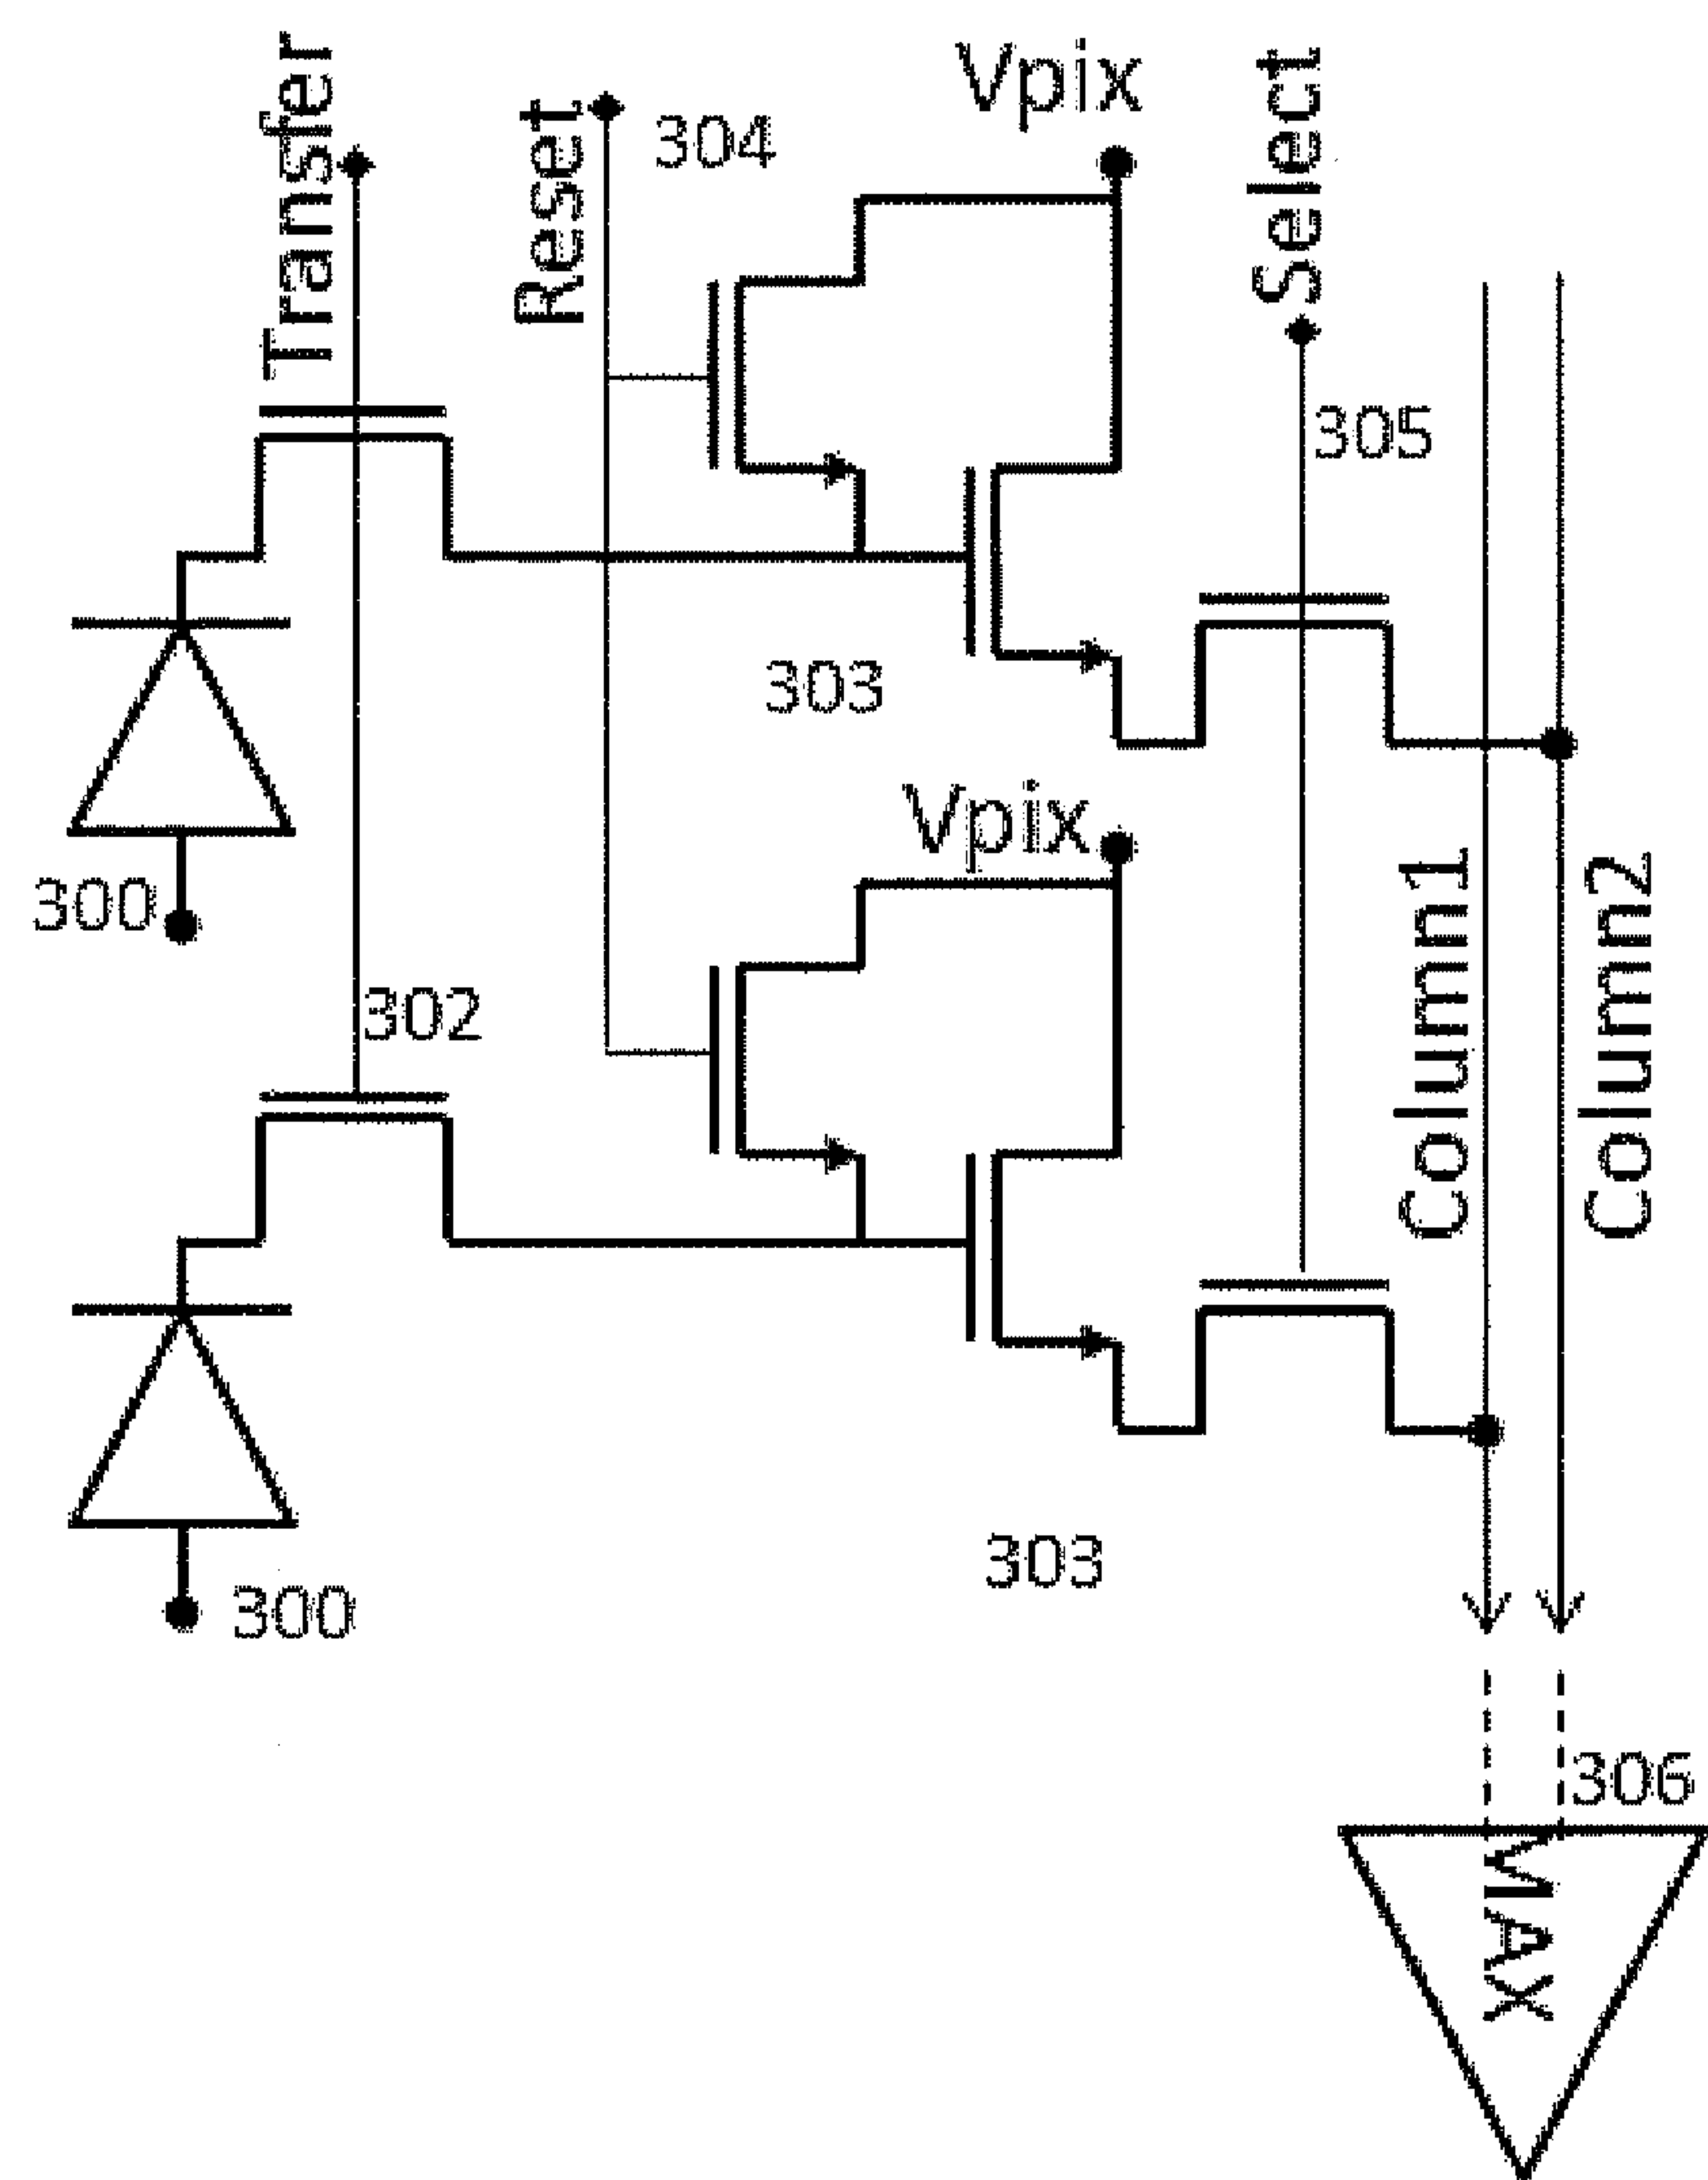 Transfer
Reset
304
Vpix
Select
305
303
Vpix
300
302
Column1
Column2
303
300
306
MAX